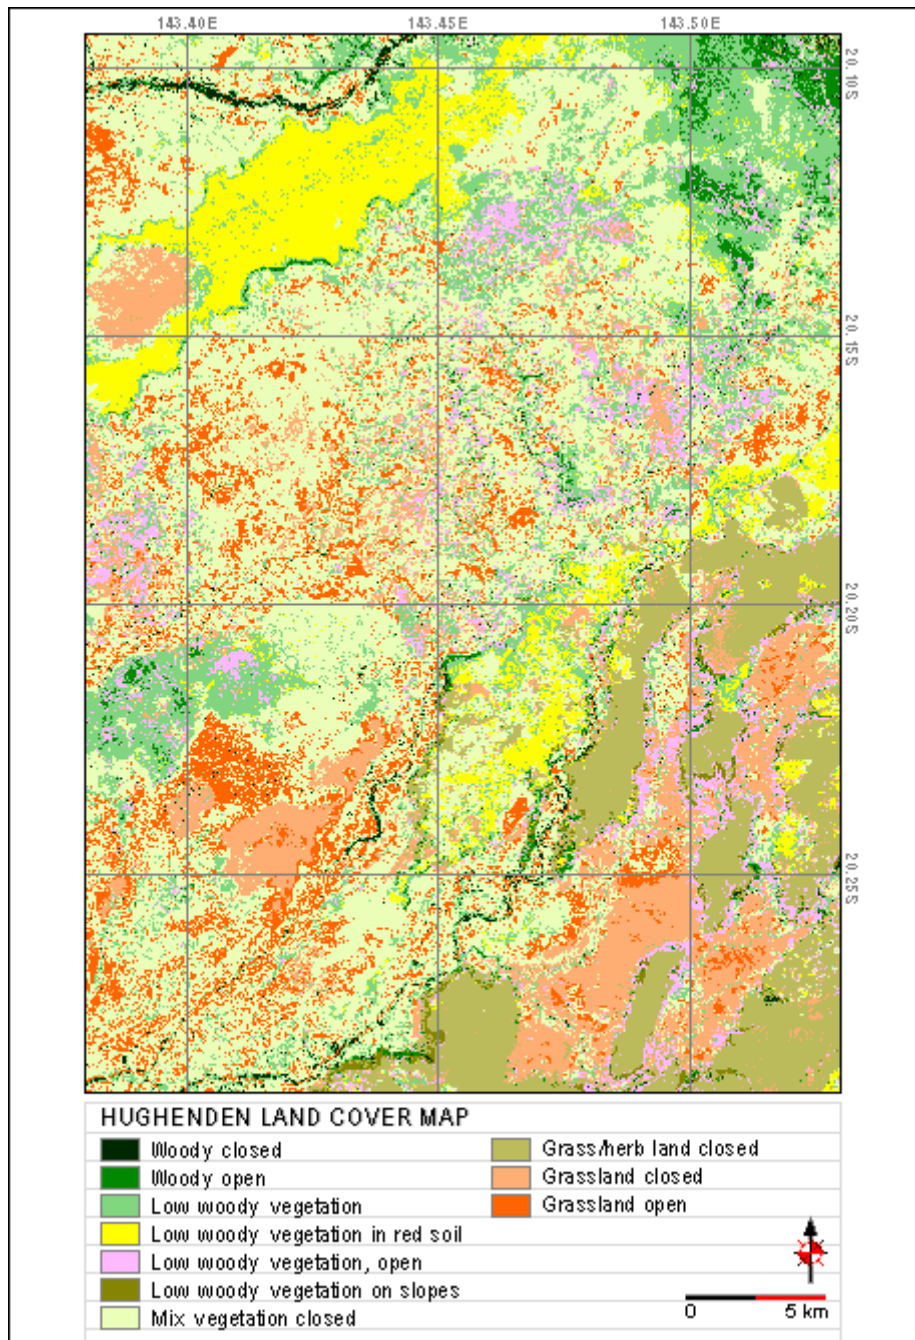 143.40E 143.45E 143.50E
20.10S
20.15S
20.20S
20.25S
HUGHENDEN LAND COVER MAP
Woody closed
Woody open
Low woody vegetation
Low woody vegetation in red soil
Low woody vegetation, open
Low woody vegetation on slopes
Mix vegetation closed
Grass/herb land closed
Grassland closed
Grassland open
0 5 km